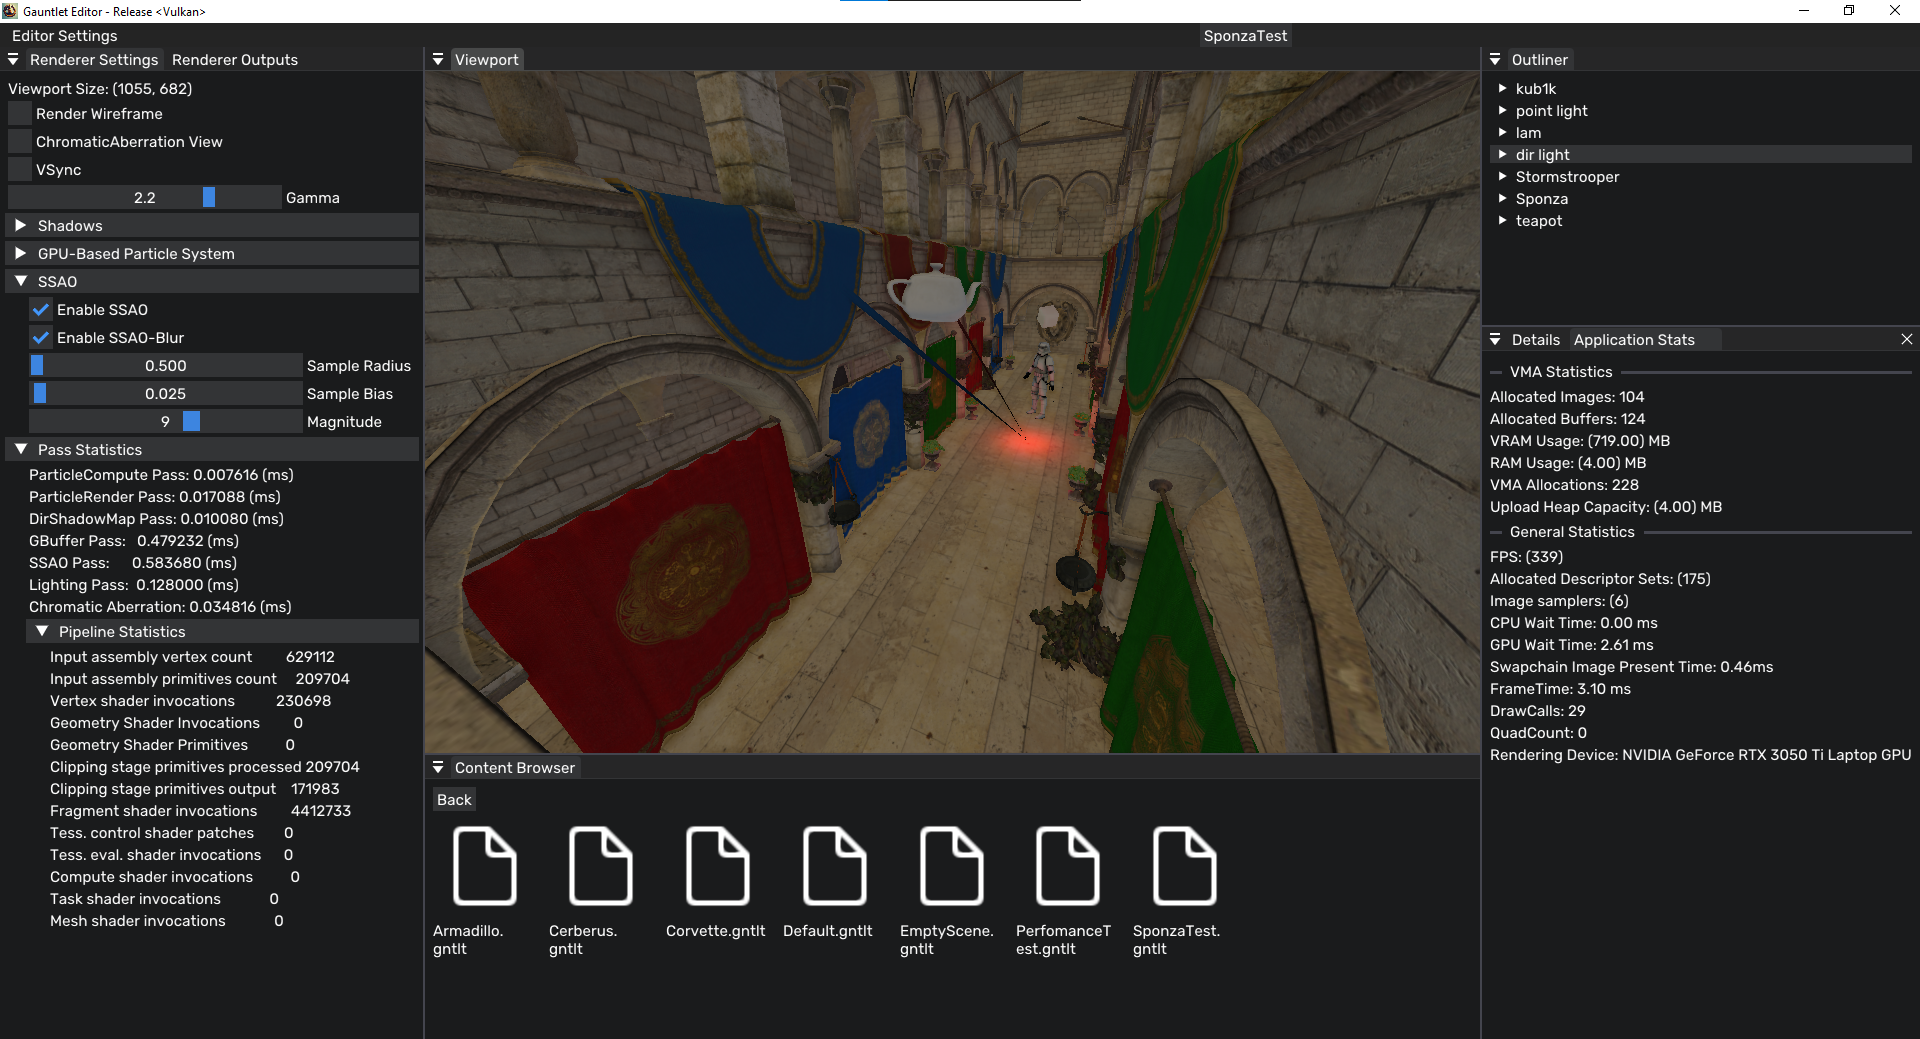 Gauntlet Editor - Release <Vulkan>
Editor Settings
SponzaTest
Renderer Settings
Renderer Outputs
Viewport Size: (1055, 682)
Render Wireframe
ChromaticAberration View
VSync
2.2 Gamma
Shadows
GPU-Based Particle System
SSAO
Enable SSAO
Enable SSAO-Blur
0.500 Sample Radius
0.025 Sample Bias
9 Magnitude
Pass Statistics
ParticleCompute Pass: 0.007616 (ms)
ParticleRender Pass: 0.017088 (ms)
DirShadowMap Pass: 0.010080 (ms)
GBuffer Pass: 0.479232 (ms)
SSAO Pass: 0.583680 (ms)
Lighting Pass: 0.128000 (ms)
Chromatic Aberration: 0.034816 (ms)
Pipeline Statistics
Input assembly vertex count 629112
Input assembly primitives count 209704
Vertex shader invocations 230698
Geometry Shader Invocations 0
Geometry Shader Primitives 0
Clipping stage primitives processed 209704
Clipping stage primitives output 171983
Fragment shader invocations 4412733
Tess. control shader patches 0
Tess. eval. shader invocations 0
Compute shader invocations 0
Task shader invocations 0
Mesh shader invocations 0
Viewport
Content Browser
Back
Armadillo.
gntlt
Cerberus.
gntlt
Corvette.gntlt
Default.gntlt
EmptyScene.
gntlt
PerfomanceT
est.gntlt
SponzaTest.
gntlt
Outliner
kub1k
point light
lam
dir light
Stormstrooper
Sponza
teapot
Details
Application Stats
VMA Statistics
Allocated Images: 104
Allocated Buffers: 124
VRAM Usage: (719.00) MB
RAM Usage: (4.00) MB
VMA Allocations: 228
Upload Heap Capacity: (4.00) MB
General Statistics
FPS: (339)
Allocated Descriptor Sets: (175)
Image samplers: (6)
CPU Wait Time: 0.00 ms
GPU Wait Time: 2.61 ms
Swapchain Image Present Time: 0.46ms
FrameTime: 3.10 ms
DrawCalls: 29
QuadCount: 0
Rendering Device: NVIDIA GeForce RTX 3050 Ti Laptop GPU